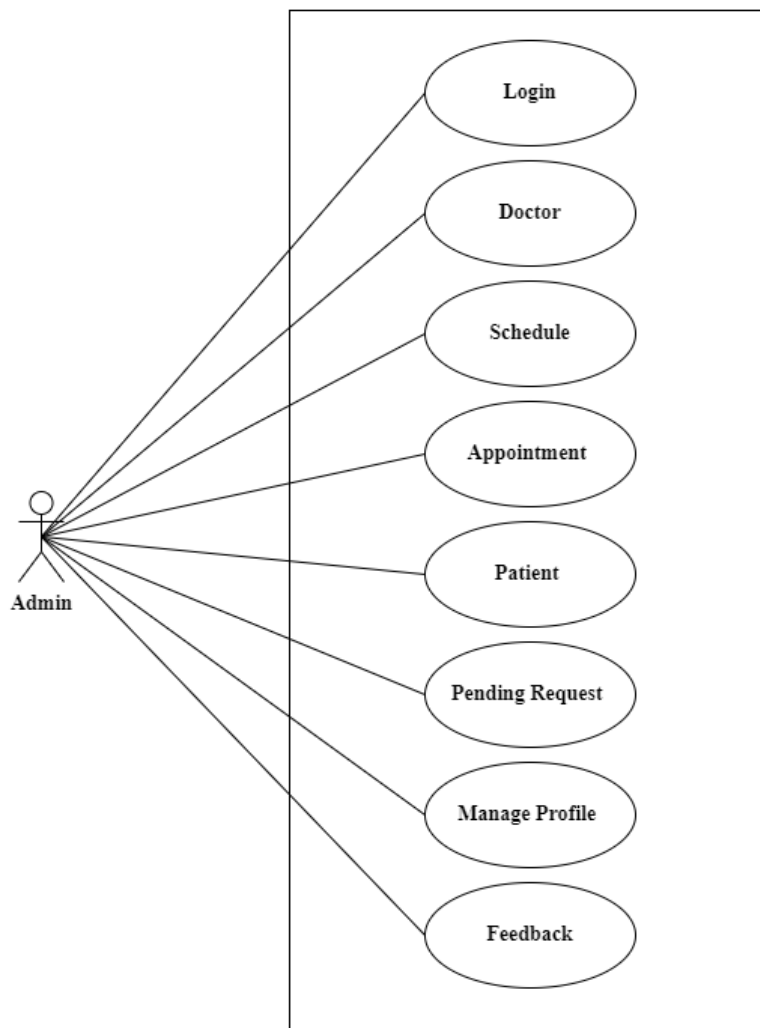 Login
Doctor
Schedule
Appointment
Patient
Admin
Pending Request
Manage Profile
Feedback